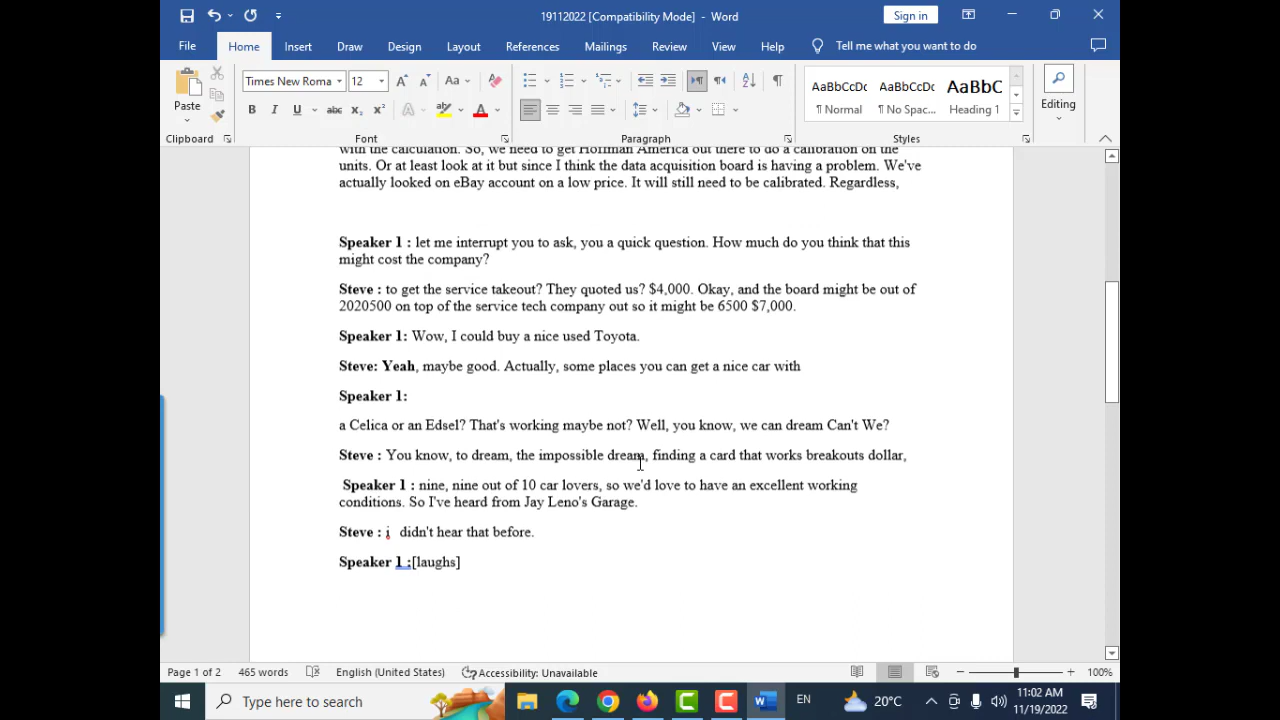 19112022 [Compatibility Mode] - Word
Sign in
File Home Insert Draw Design Layout References Mailings Review View Help Tell me what you want to do
Paste
Times New Roma 12 Aa
B I U abc x₂ x² A A
AaBbCcDc AaBbCcDc AaBbC
¶ Normal ¶ No Spac... Heading 1
Editing
Clipboard Font Paragraph Styles
with the calculation. So, we need to get Hoffman America out there to do a calibration on the
units. Or at least look at it but since I think the data acquisition board is having a problem. We've
actually looked on eBay account on a low price. It will still need to be calibrated. Regardless,
Speaker 1 : let me interrupt you to ask, you a quick question. How much do you think that this
might cost the company?
Steve : to get the service takeout? They quoted us? $4,000. Okay, and the board might be out of
2020500 on top of the service tech company out so it might be 6500 $7,000.
Speaker 1: Wow, I could buy a nice used Toyota.
Steve: Yeah, maybe good. Actually, some places you can get a nice car with
Speaker 1:
a Celica or an Edsel? That's working maybe not? Well, you know, we can dream Can't We?
Steve : You know, to dream, the impossible dream, finding a card that works breakouts dollar,
Speaker 1 : nine, nine out of 10 car lovers, so we'd love to have an excellent working
conditions. So I've heard from Jay Leno's Garage.
Steve : i didn't hear that before.
Speaker 1 :[laughs]
Page 1 of 2 465 words English (United States) Accessibility: Unavailable 100%
Type here to search EN 20°C 11:02 AM
11/19/2022